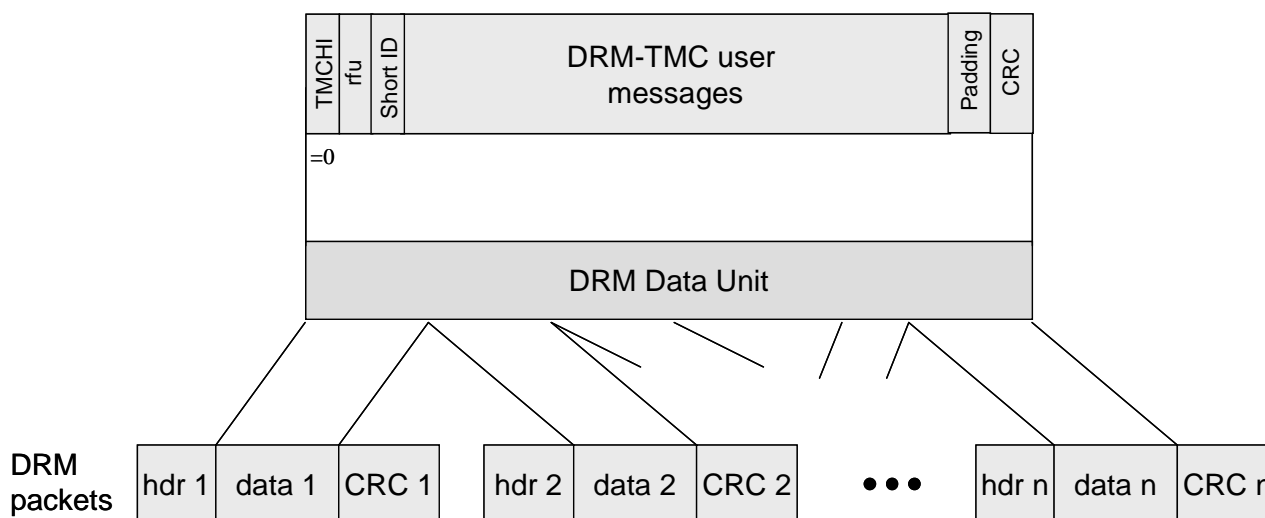 TMCHI
rfu
Short ID
DRM-TMC user
messages
Padding
CRC
=0
DRM Data Unit
DRM
packets
hdr 1
data 1
CRC 1
hdr 2
data 2
CRC 2
●●●
hdr n
data n
CRC n